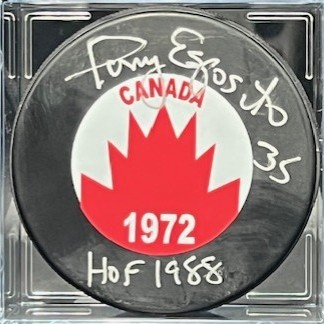 Tony Esposito
35
CANADA
1972
HOF 1988